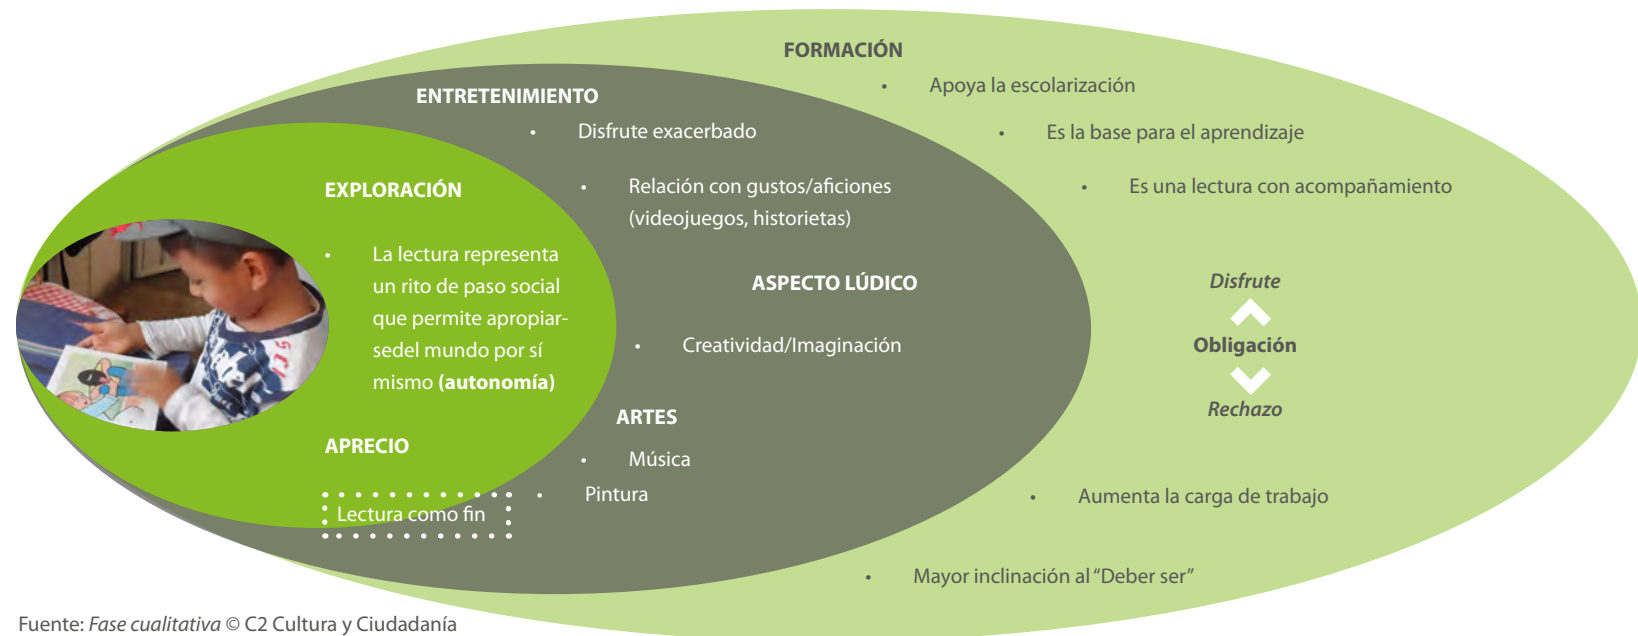 FORMACIÓN
• Apoya la escolarización
• Es la base para el aprendizaje
• Es una lectura con acompañamiento
Disfrute
Obligación
Rechazo
• Aumenta la carga de trabajo
• Mayor inclinación al “Deber ser”
ENTRETENIMIENTO
• Disfrute exacerbado
• Relación con gustos/aficiones
(videojuegos, historietas)
ASPECTO LÚDICO
• Creatividad/Imaginación
ARTES
• Música
• Pintura
EXPLORACIÓN
• La lectura representa
un rito de paso social
que permite apropiar-
sedel mundo por sí
mismo (autonomía)
APRECIO
Lectura como fin
Fuente: Fase cualitativa © C2 Cultura y Ciudadanía